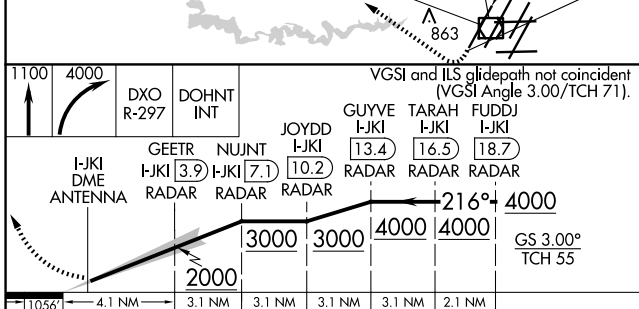 863
1100
4000
DXO
R-297
DOHNT
INT
VGSI and ILS glidepath not coincident
(VGSI Angle 3.00/TCH 71).
I-JKI
DME
ANTENNA
GEETR
I-JKI 3.9
RADAR
NUJNT
I-JKI 7.1
RADAR
JOYDD
I-JKI
10.2
RADAR
GUYVE
I-JKI
13.4
RADAR
TARAH
I-JKI
16.5
RADAR
FUDDJ
I-JKI
18.7
RADAR
216°
4000
2000
3000
3000
4000
4000
GS 3.00°
TCH 55
1056'
4.1 NM
3.1 NM
3.1 NM
3.1 NM
3.1 NM
2.1 NM